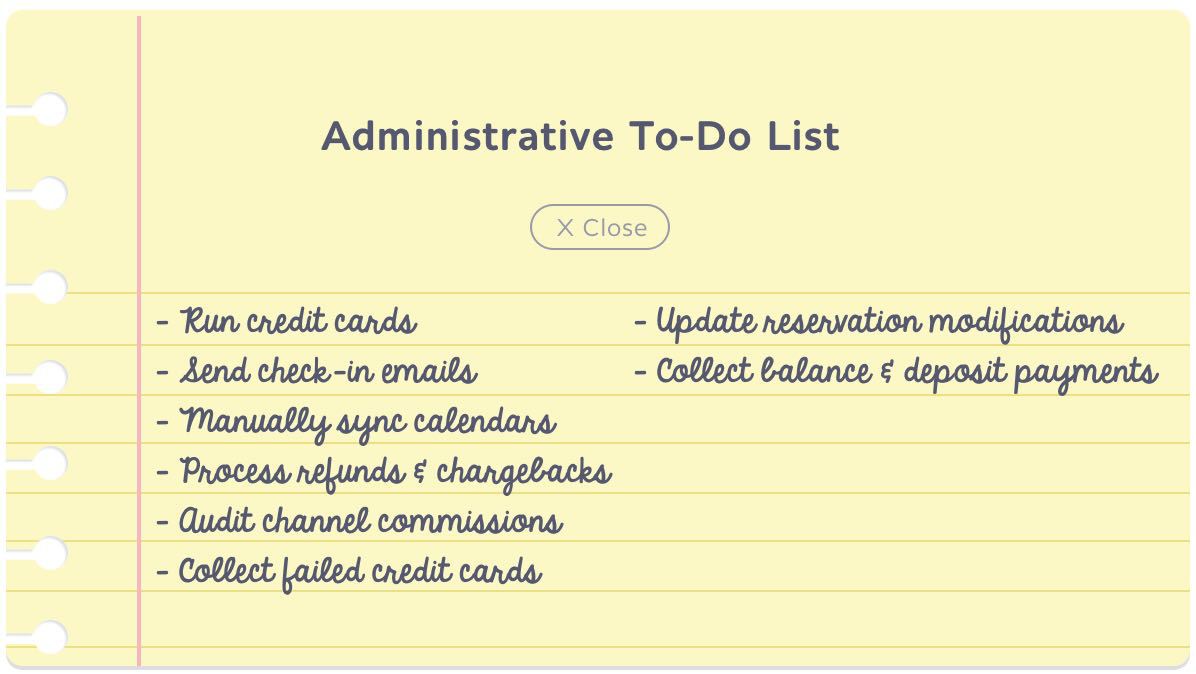 Administrative To-Do List
X Close
- Run credit cards
- Send check-in emails
- Manually sync calendars
- Process refunds & chargebacks
- Audit channel commissions
- Collect failed credit cards
- Update reservation modifications
- Collect balance & deposit payments